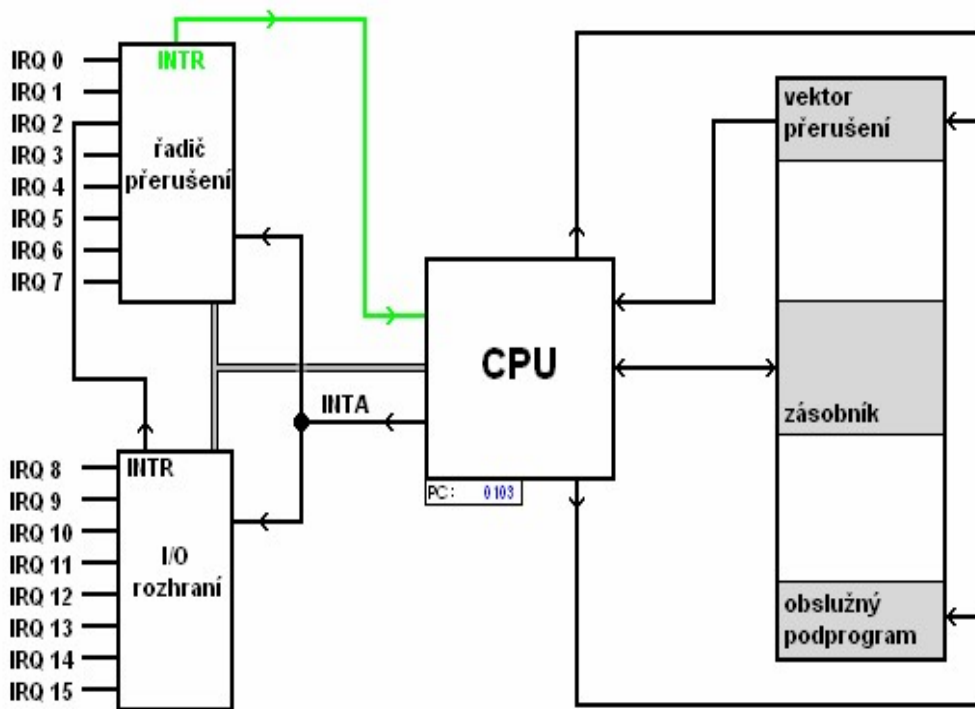 IRQ 0
IRQ 1
IRQ 2
IRQ 3
IRQ 4
IRQ 5
IRQ 6
IRQ 7
INTR
řadič
přerušení
INTA
CPU
PC: 0103
IRQ 8
IRQ 9
IRQ 10
IRQ 11
IRQ 12
IRQ 13
IRQ 14
IRQ 15
INTR
I/O
rozhraní
vektor
přerušení
zásobník
obslužný
podprogram